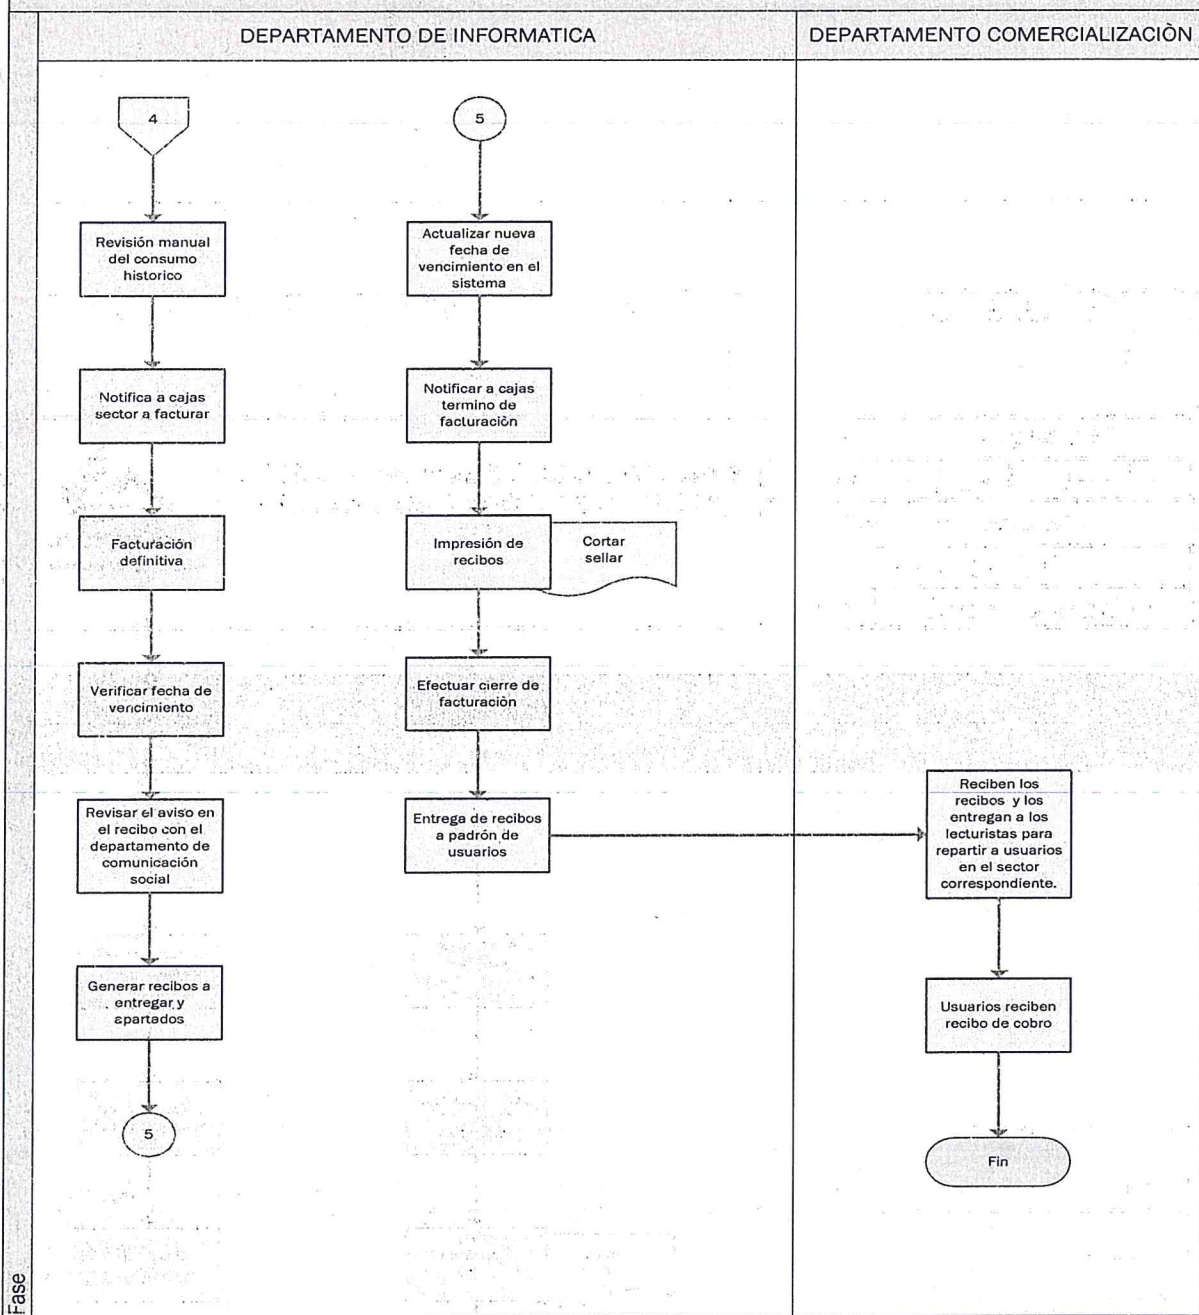 DEPARTAMENTO DE INFORMATICA
DEPARTAMENTO COMERCIALIZACIÒN
4
Revisión manual
del consumo
historico
Notifica a cajas
sector a facturar
Facturación
definitiva
Verificar fecha de
vencimiento
Revisar el aviso en
el recibo con el
departamento de
comunicación
social
Generar recibos a
entregar y
apartados
5
5
Actualizar nueva
fecha de
vencimiento en el
sistema
Notificar a cajas
termino de
facturaciòn
Impresión de
recibos
Cortar
sellar
Efectuar cierre de
facturaciòn
Entrega de recibos
a padrón de
usuarios
Reciben los
recibos y los
entregan a los
lecturistas para
repartir a usuarios
en el sector
correspondiente.
Usuarios reciben
recibo de cobro
Fin
Fase